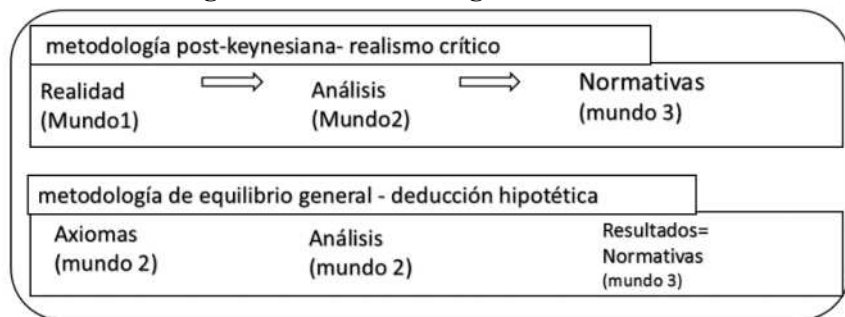 metodología post-keynesiana- realismo crítico
Realidad Análisis Normativas
(Mundo1) (Mundo2) (mundo 3)
metodología de equilibrio general - deducción hipotética
Axiomas Análisis Resultados=
(mundo 2) (mundo 2) Normativas
(mundo 3)